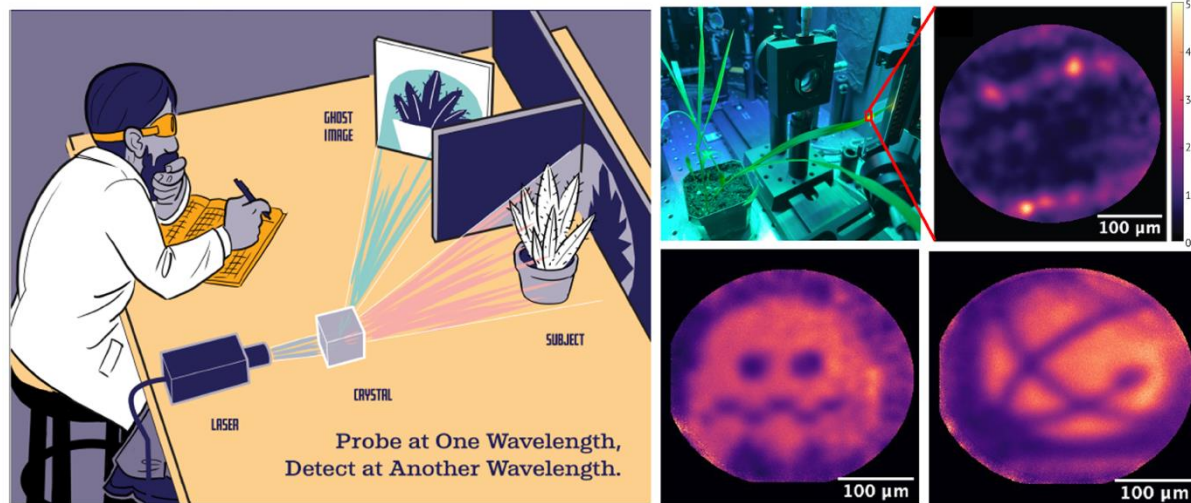 GHOST
IMAGE
SUBJECT
CRYSTAL
LASER
Probe at One Wavelength,
Detect at Another Wavelength.
5
4
3
2
1
0
100 µm
100 µm
100 µm